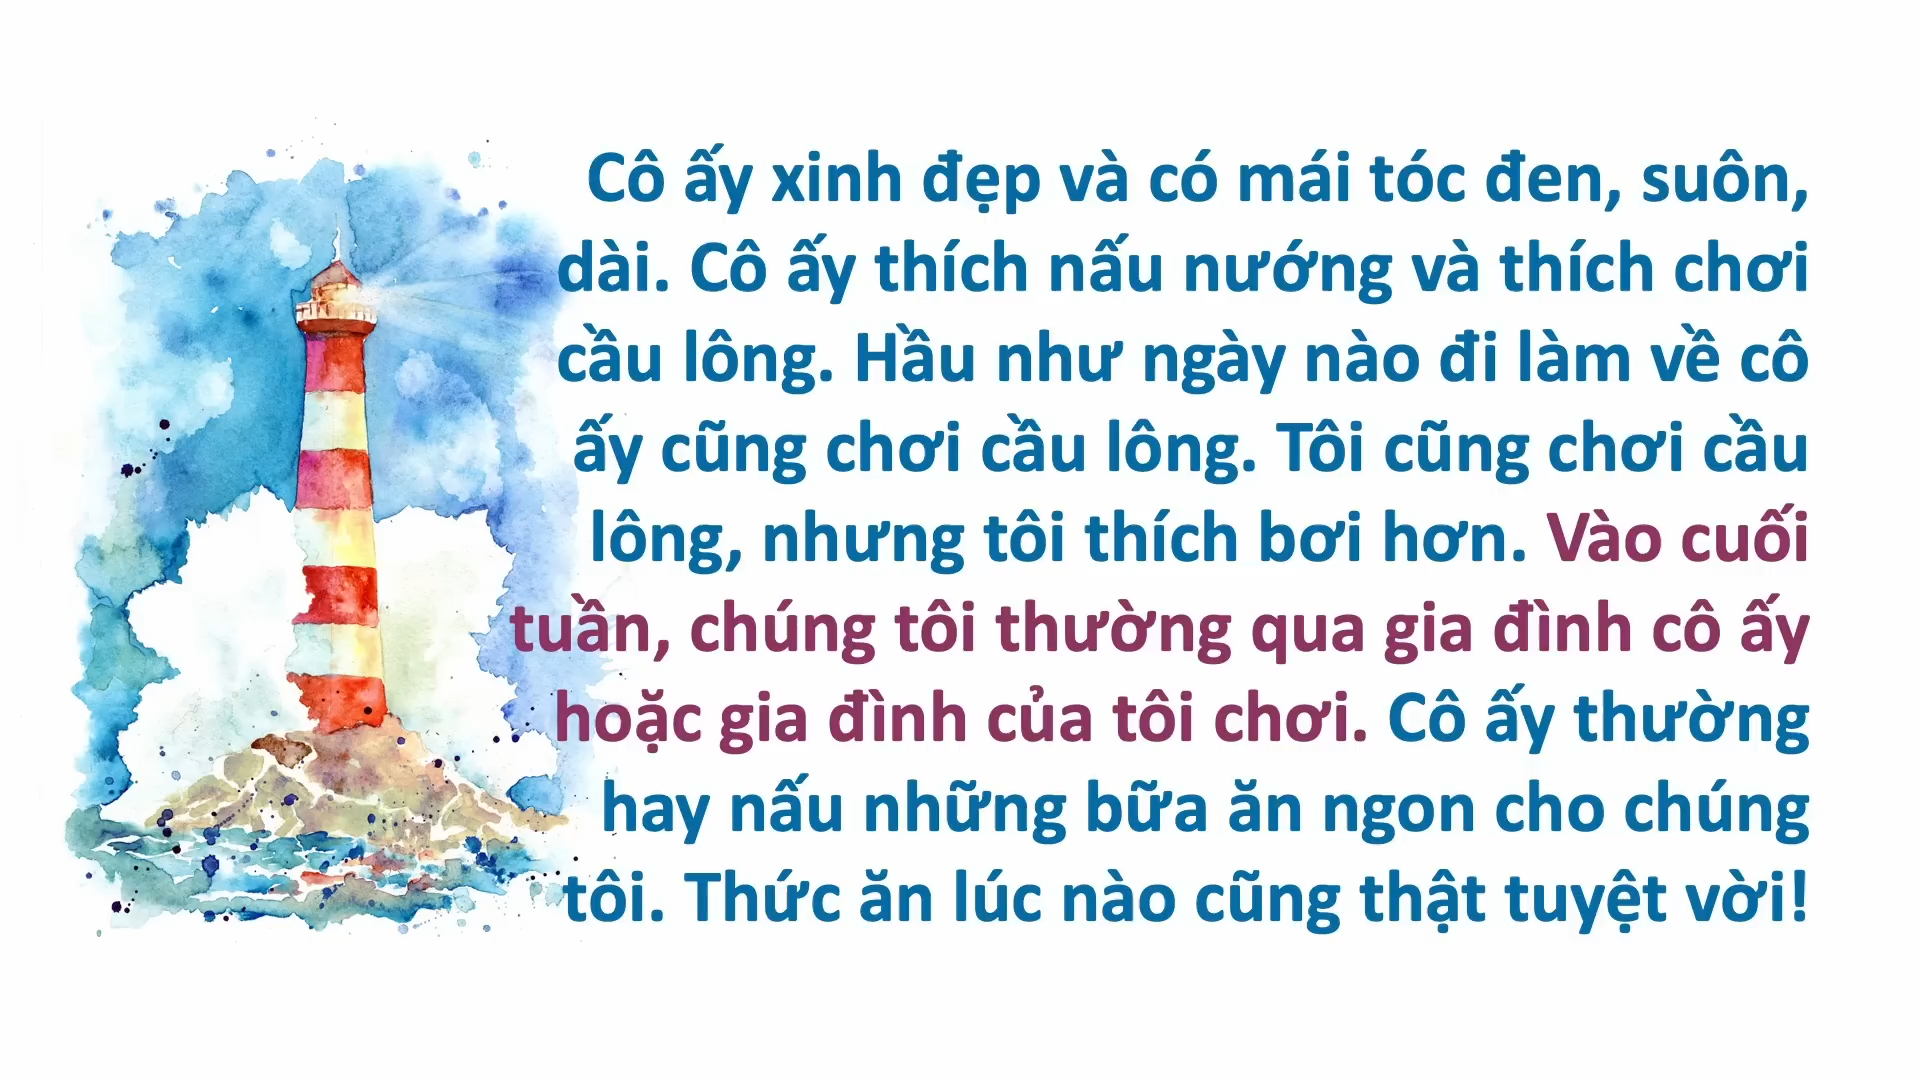 Cô ấy xinh đẹp và có mái tóc đen, suôn,
dài. Cô ấy thích nấu nướng và thích chơi
cầu lông. Hầu như ngày nào đi làm về cô
ấy cũng chơi cầu lông. Tôi cũng chơi cầu
lông, nhưng tôi thích bơi hơn. Vào cuối
tuần, chúng tôi thường qua gia đình cô ấy
hoặc gia đình của tôi chơi. Cô ấy thường
hay nấu những bữa ăn ngon cho chúng
tôi. Thức ăn lúc nào cũng thật tuyệt vời!